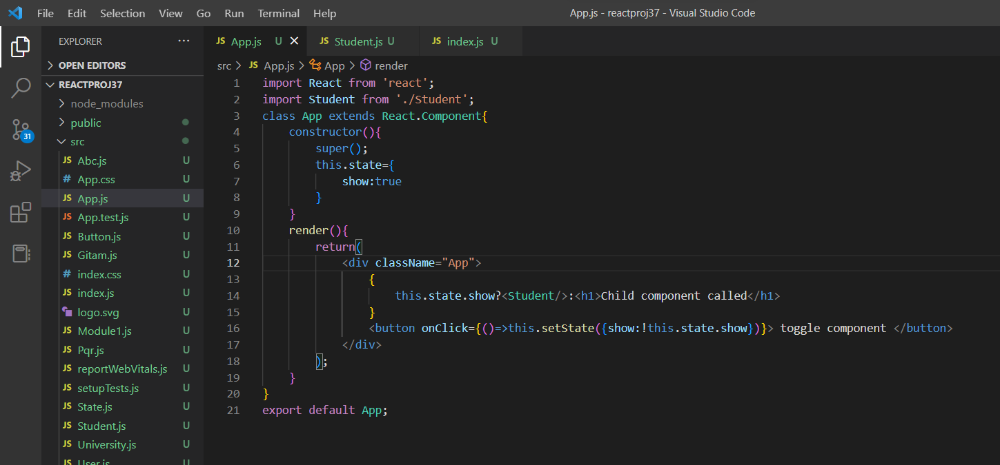 File Edit Selection View Go Run Terminal Help App.js - reactproj37 - Visual Studio Code
EXPLORER ···
OPEN EDITORS
REACTPROJ37
node_modules
public
src
JS Abc.js U
# App.css U
JS App.js U
JS App.test.js U
JS Button.js U
JS Gitam.js U
# index.css U
JS index.js U
logo.svg U
JS Module1.js U
JS Pqr.js U
JS reportWebVitals.js U
JS setupTests.js U
JS State.js U
JS Student.js U
JS University.js U
JS User.js U
31
JS App.js U JS Student.js U JS index.js U
src > JS App.js > App > render
1 import React from 'react';
2 import Student from './Student';
3 class App extends React.Component{
4 constructor(){
5 super();
6 this.state={
7 show:true
8 }
9 }
10 render(){
11 return(
12 <div className="App">
13 {
14 this.state.show?<Student/>:<h1>Child component called</h1>
15 }
16 <button onClick={()=>this.setState({show:!this.state.show})}> toggle component </button>
17 </div>
18 );
19 }
20 }
21 export default App;